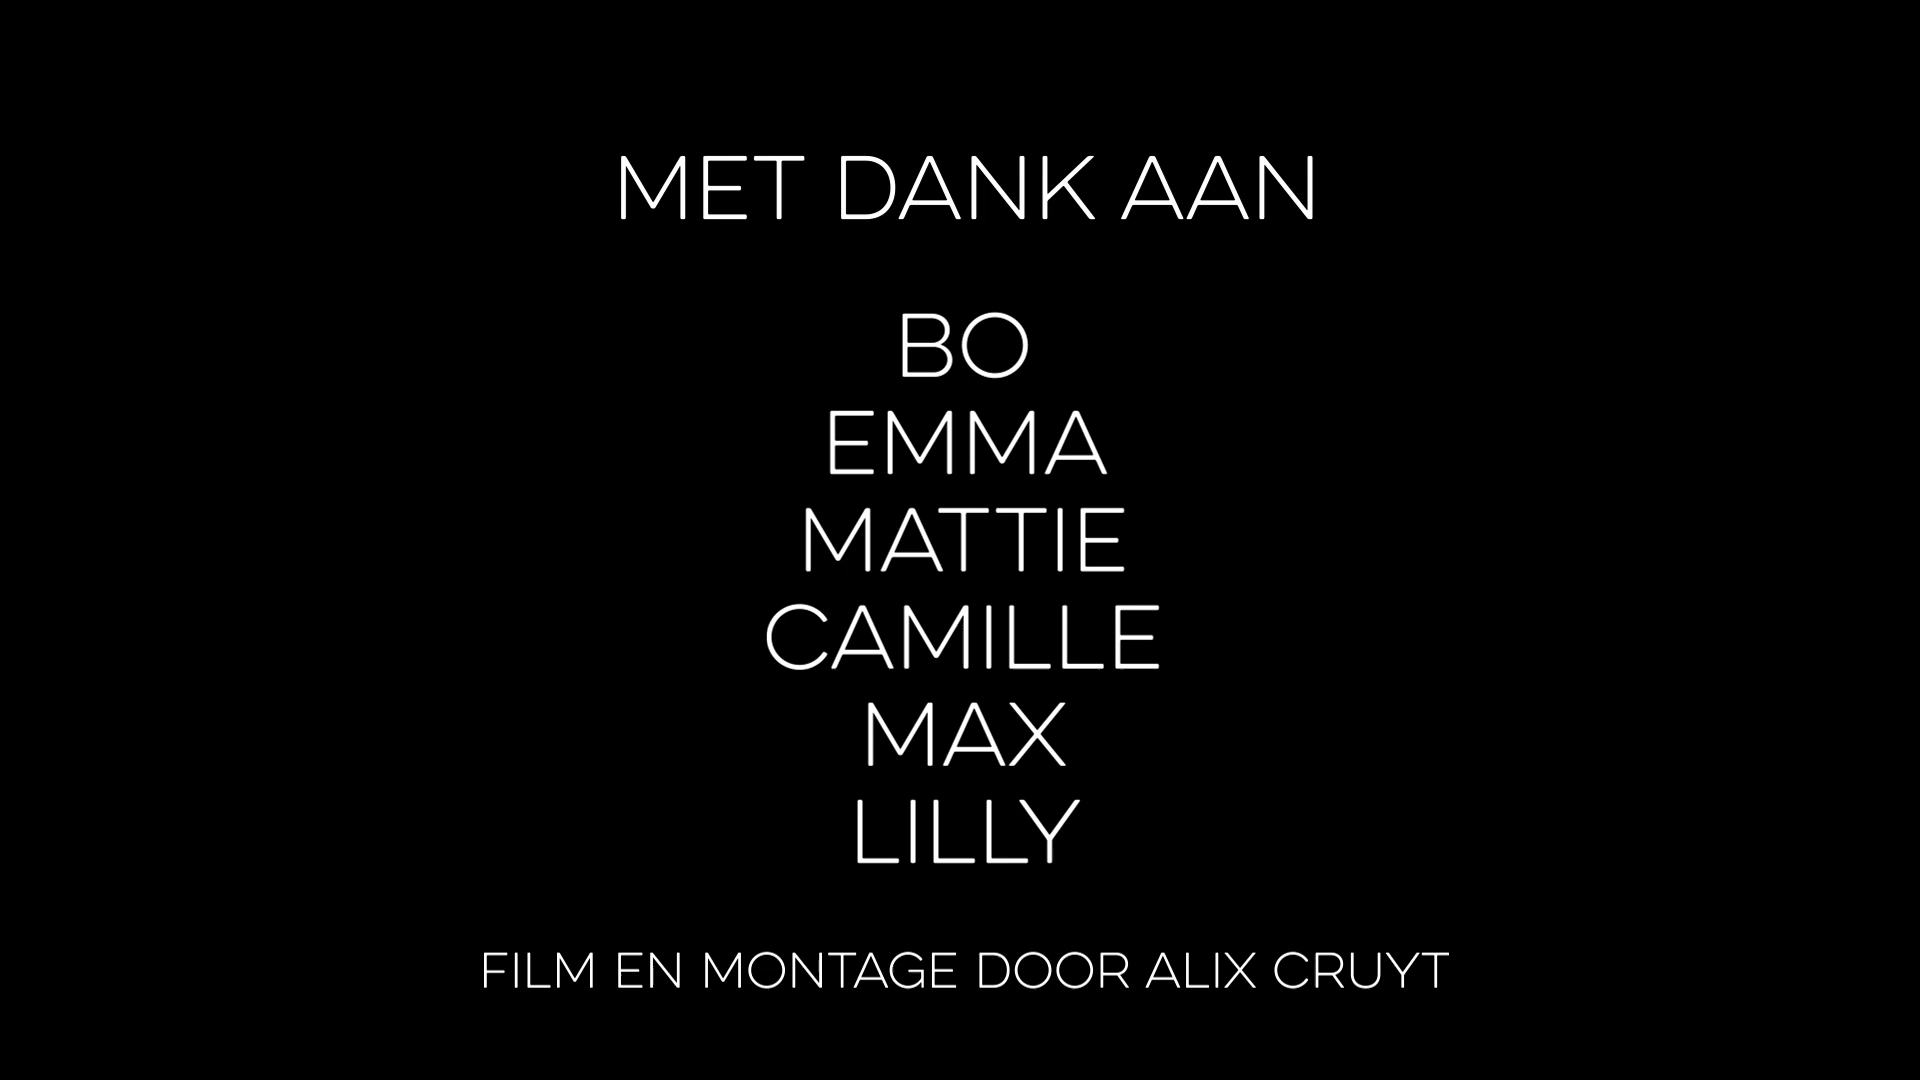 MET DANK AAN
BO
EMMA
MATTIE
CAMILLE
MAX
LILLY
FILM EN MONTAGE DOOR ALIX CRUYT